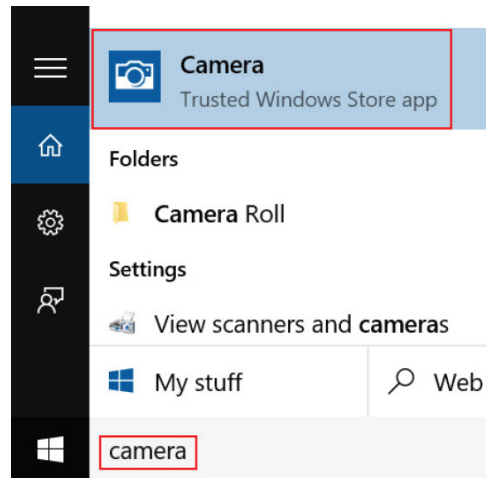 Camera
Trusted Windows Store app
Folders
Camera Roll
Settings
View scanners and cameras
My stuff
Web
camera